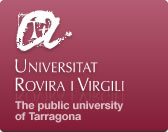 UNIVERSITAT
ROVIRA I VIRGILI
The public university
of Tarragona